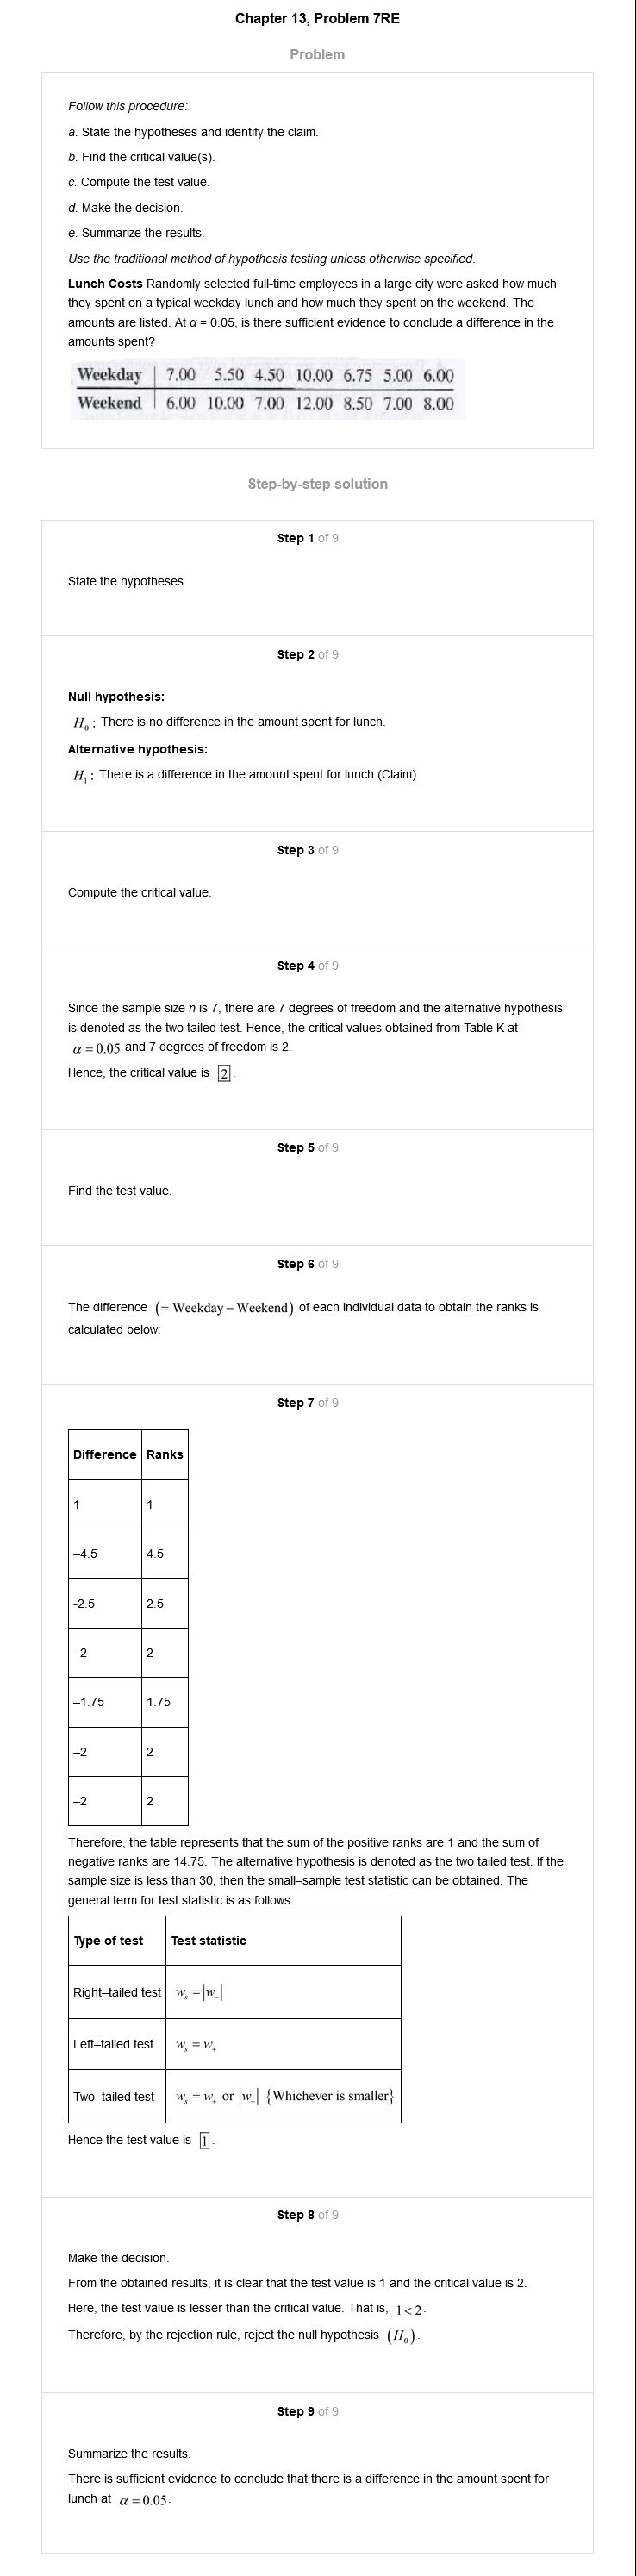 Chapter 13, Problem 7RE
Problem
Follow this procedure:
a. State the hypotheses and identify the claim.
b. Find the critical value(s).
c. Compute the test value.
d. Make the decision.
e. Summarize the results.
Use the traditional method of hypothesis testing unless otherwise specified.
Lunch Costs Randomly selected full-time employees in a large city were asked how much
they spent on a typical weekday lunch and how much they spent on the weekend. The
amounts are listed. At α = 0.05, is there sufficient evidence to conclude a difference in the
amounts spent?
Weekday 7.00 5.50 4.50 10.00 6.75 5.00 6.00
Weekend 6.00 10.00 7.00 12.00 8.50 7.00 8.00
Step-by-step solution
Step 1 of 9
State the hypotheses.
Step 2 of 9
Null hypothesis:
H₀ : There is no difference in the amount spent for lunch.
Alternative hypothesis:
H₁ : There is a difference in the amount spent for lunch (Claim).
Step 3 of 9
Compute the critical value.
Step 4 of 9
Since the sample size n is 7, there are 7 degrees of freedom and the alternative hypothesis
is denoted as the two tailed test. Hence, the critical values obtained from Table K at
α = 0.05 and 7 degrees of freedom is 2.
Hence, the critical value is 2.
Step 5 of 9
Find the test value.
Step 6 of 9
The difference (= Weekday – Weekend) of each individual data to obtain the ranks is
calculated below:
Step 7 of 9
Difference Ranks
1 1
–4.5 4.5
-2.5 2.5
–2 2
–1.75 1.75
–2 2
–2 2
Therefore, the table represents that the sum of the positive ranks are 1 and the sum of
negative ranks are 14.75. The alternative hypothesis is denoted as the two tailed test. If the
sample size is less than 30, then the small–sample test statistic can be obtained. The
general term for test statistic is as follows:
Type of test Test statistic
Right–tailed test wₛ = |w₋|
Left–tailed test wₛ = w₊
Two–tailed test wₛ = w₊ or |w₋| {Whichever is smaller}
Hence the test value is 1.
Step 8 of 9
Make the decision.
From the obtained results, it is clear that the test value is 1 and the critical value is 2.
Here, the test value is lesser than the critical value. That is, 1 < 2.
Therefore, by the rejection rule, reject the null hypothesis (H₀).
Step 9 of 9
Summarize the results.
There is sufficient evidence to conclude that there is a difference in the amount spent for
lunch at α = 0.05.